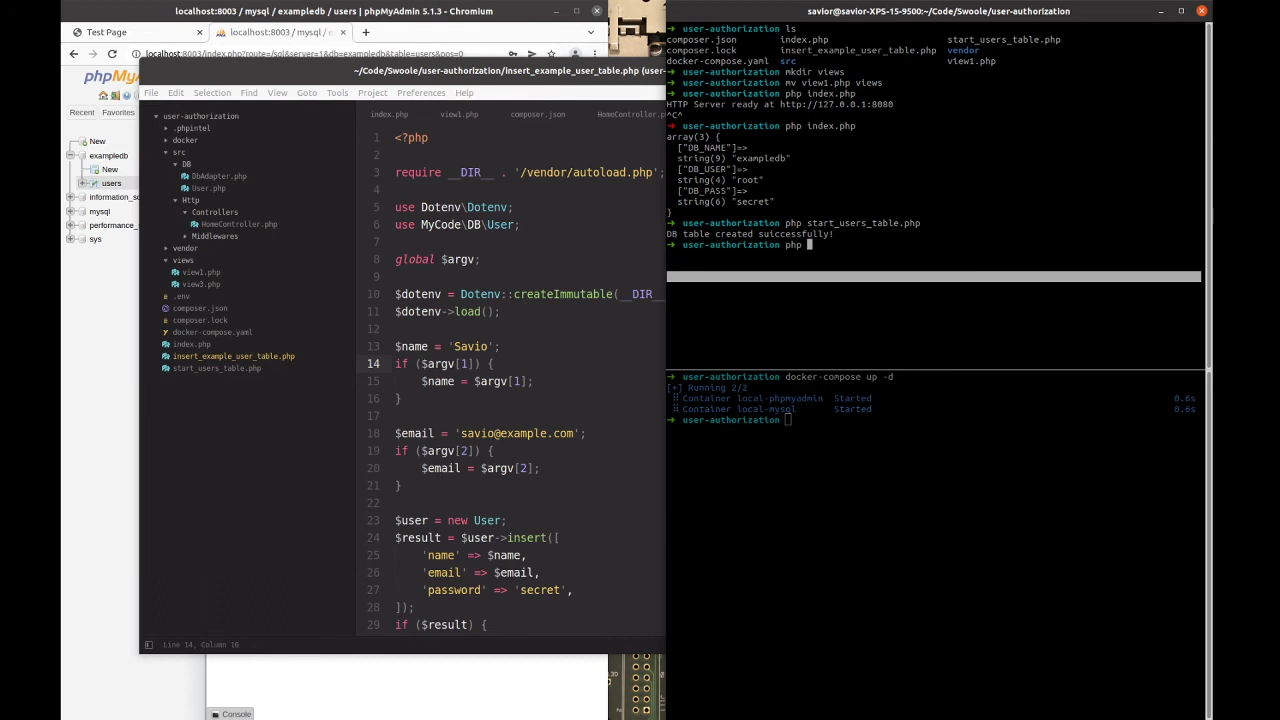 localhost:8003 / mysql / exampledb / users | phpMyAdmin 5.1.3 - Chromium
Test Page
localhost:8003 / mysql / e
localhost:8003/index.php?route=/sql&server=1&db=exampledb&table=users&pos=0
phpMy
Recent
Favorites
New
exampledb
New
users
information_s
mysql
performance_
sys
Console
~/Code/Swoole/user-authorization/insert_example_user_table.php (user-
File Edit Selection Find View Goto Tools Project Preferences Help
user-authorization
.phpintel
docker
src
DB
DbAdapter.php
User.php
Http
Controllers
HomeController.php
Middlewares
vendor
views
view1.php
view3.php
.env
composer.json
composer.lock
docker-compose.yaml
index.php
insert_example_user_table.php
start_users_table.php
index.php view1.php composer.json HomeController.ph
1 <?php
2
3 require __DIR__ . '/vendor/autoload.php';
4
5 use Dotenv\Dotenv;
6 use MyCode\DB\User;
7
8 global $argv;
9
10 $dotenv = Dotenv::createImmutable(__DIR__
11 $dotenv->load();
12
13 $name = 'Savio';
14 if ($argv[1]) {
15 $name = $argv[1];
16 }
17
18 $email = 'savio@example.com';
19 if ($argv[2]) {
20 $email = $argv[2];
21 }
22
23 $user = new User;
24 $result = $user->insert([
25 'name' => $name,
26 'email' => $email,
27 'password' => 'secret',
28 ]);
29 if ($result) {
Line 14, Column 16
savior@savior-XPS-15-9500:~/Code/Swoole/user-authorization
➜ user-authorization ls
composer.json index.php start_users_table.php
composer.lock insert_example_user_table.php vendor
docker-compose.yaml src view1.php
➜ user-authorization mkdir views
➜ user-authorization mv view1.php views
➜ user-authorization php index.php
HTTP Server ready at http://127.0.0.1:8080
^C^
➜ user-authorization php index.php
array(3) {
["DB_NAME"]=>
string(9) "exampledb"
["DB_USER"]=>
string(4) "root"
["DB_PASS"]=>
string(6) "secret"
}
➜ user-authorization php start_users_table.php
DB table created suiccessfully!
➜ user-authorization php
➜ user-authorization docker-compose up -d
[+] Running 2/2
⠿ Container local-phpmyadmin Started 0.6s
⠿ Container local-mysql Started 0.6s
➜ user-authorization